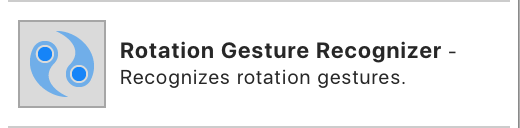 Rotation Gesture Recognizer -
Recognizes rotation gestures.